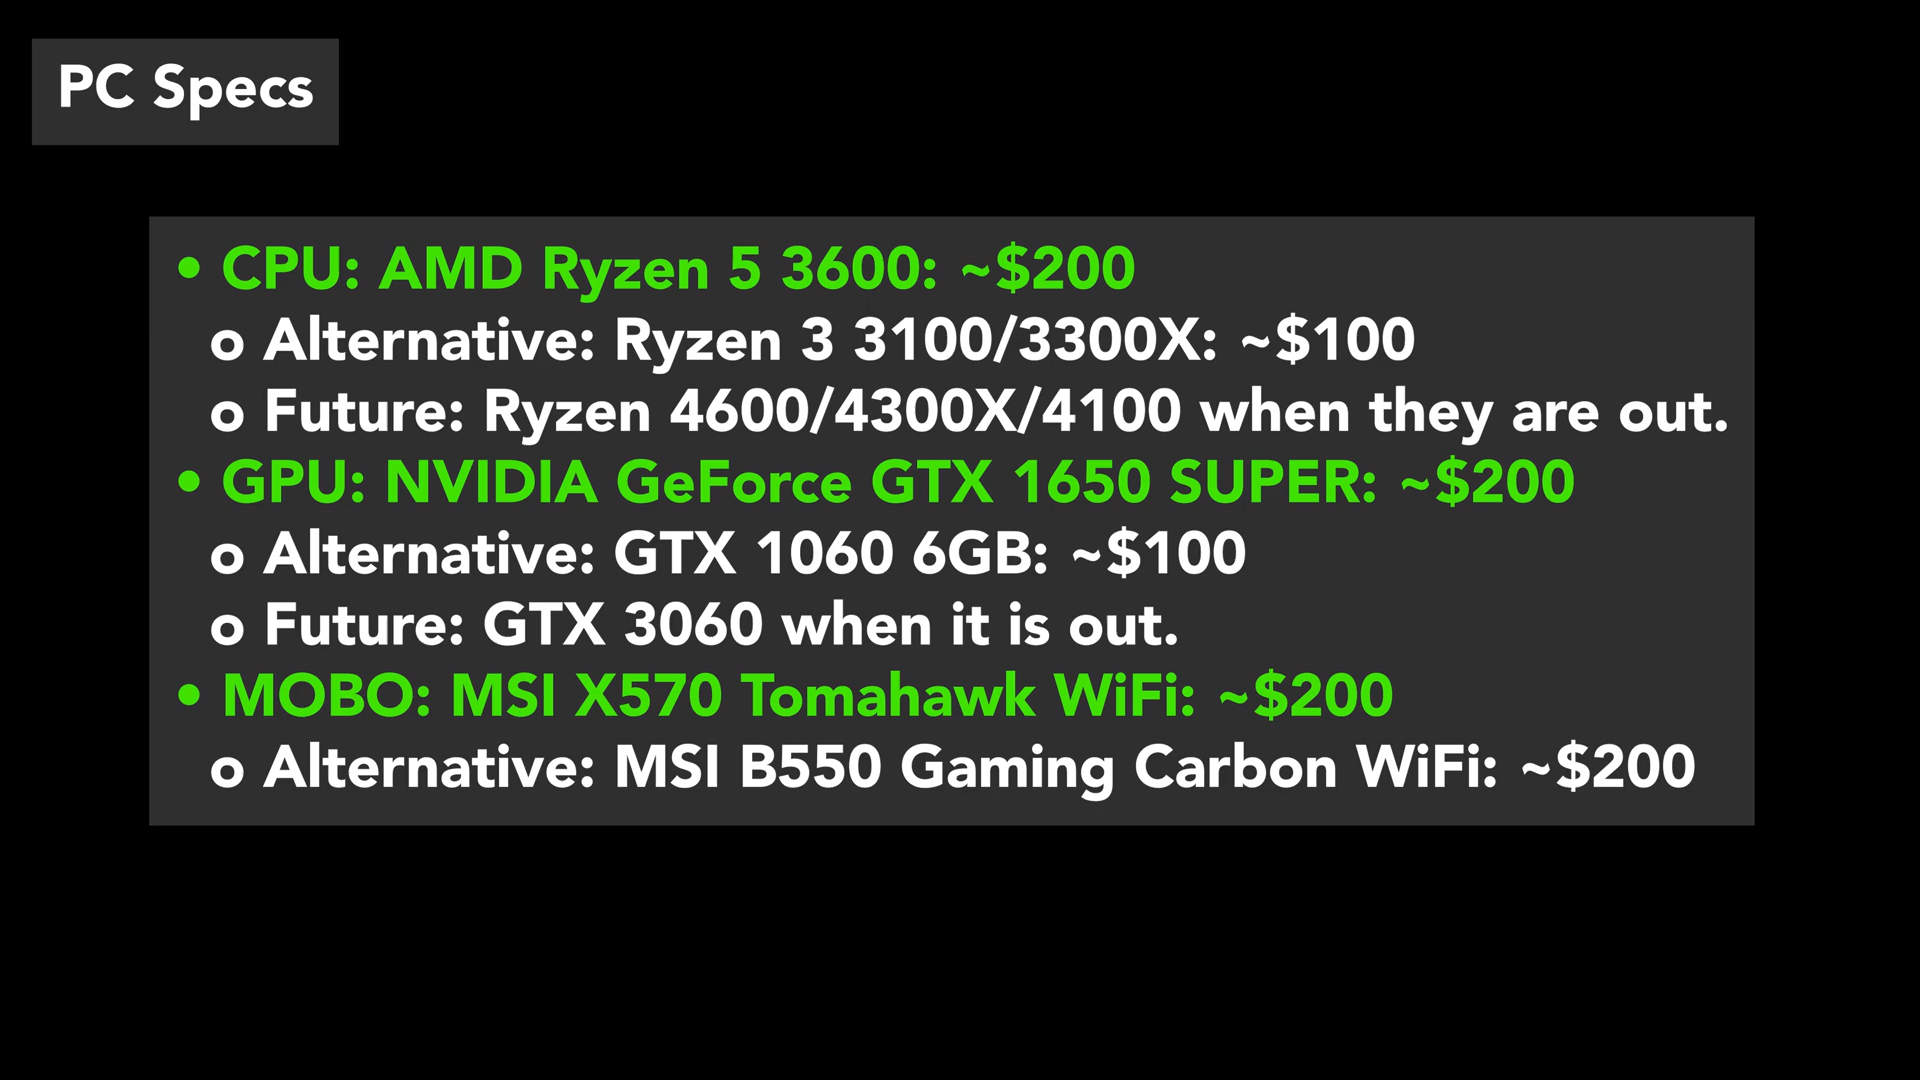 PC Specs
• CPU: AMD Ryzen 5 3600: ~$200
o Alternative: Ryzen 3 3100/3300X: ~$100
o Future: Ryzen 4600/4300X/4100 when they are out.
• GPU: NVIDIA GeForce GTX 1650 SUPER: ~$200
o Alternative: GTX 1060 6GB: ~$100
o Future: GTX 3060 when it is out.
• MOBO: MSI X570 Tomahawk WiFi: ~$200
o Alternative: MSI B550 Gaming Carbon WiFi: ~$200